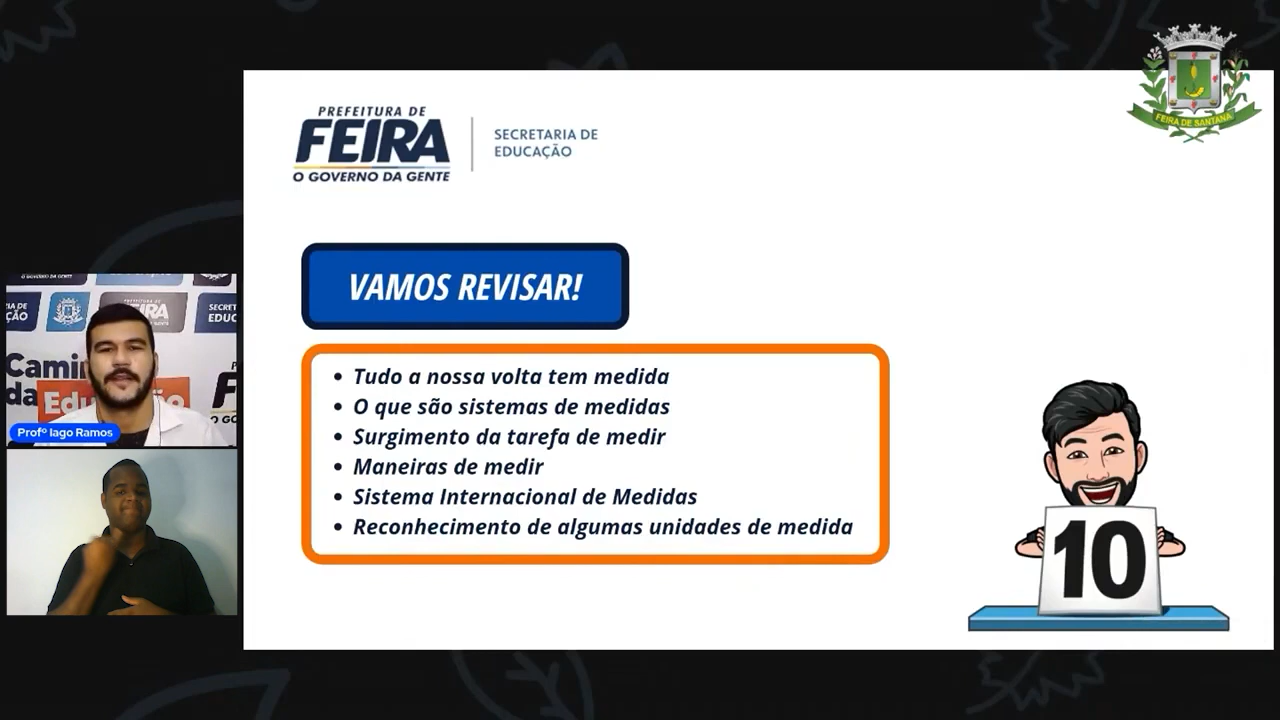 PREFEITURA DE
FEIRA
O GOVERNO DA GENTE
SECRETARIA DE
EDUCAÇÃO
FEIRA DE SANTANA
VAMOS REVISAR!
• Tudo a nossa volta tem medida
• O que são sistemas de medidas
• Surgimento da tarefa de medir
• Maneiras de medir
• Sistema Internacional de Medidas
• Reconhecimento de algumas unidades de medida
10
Profº Iago Ramos